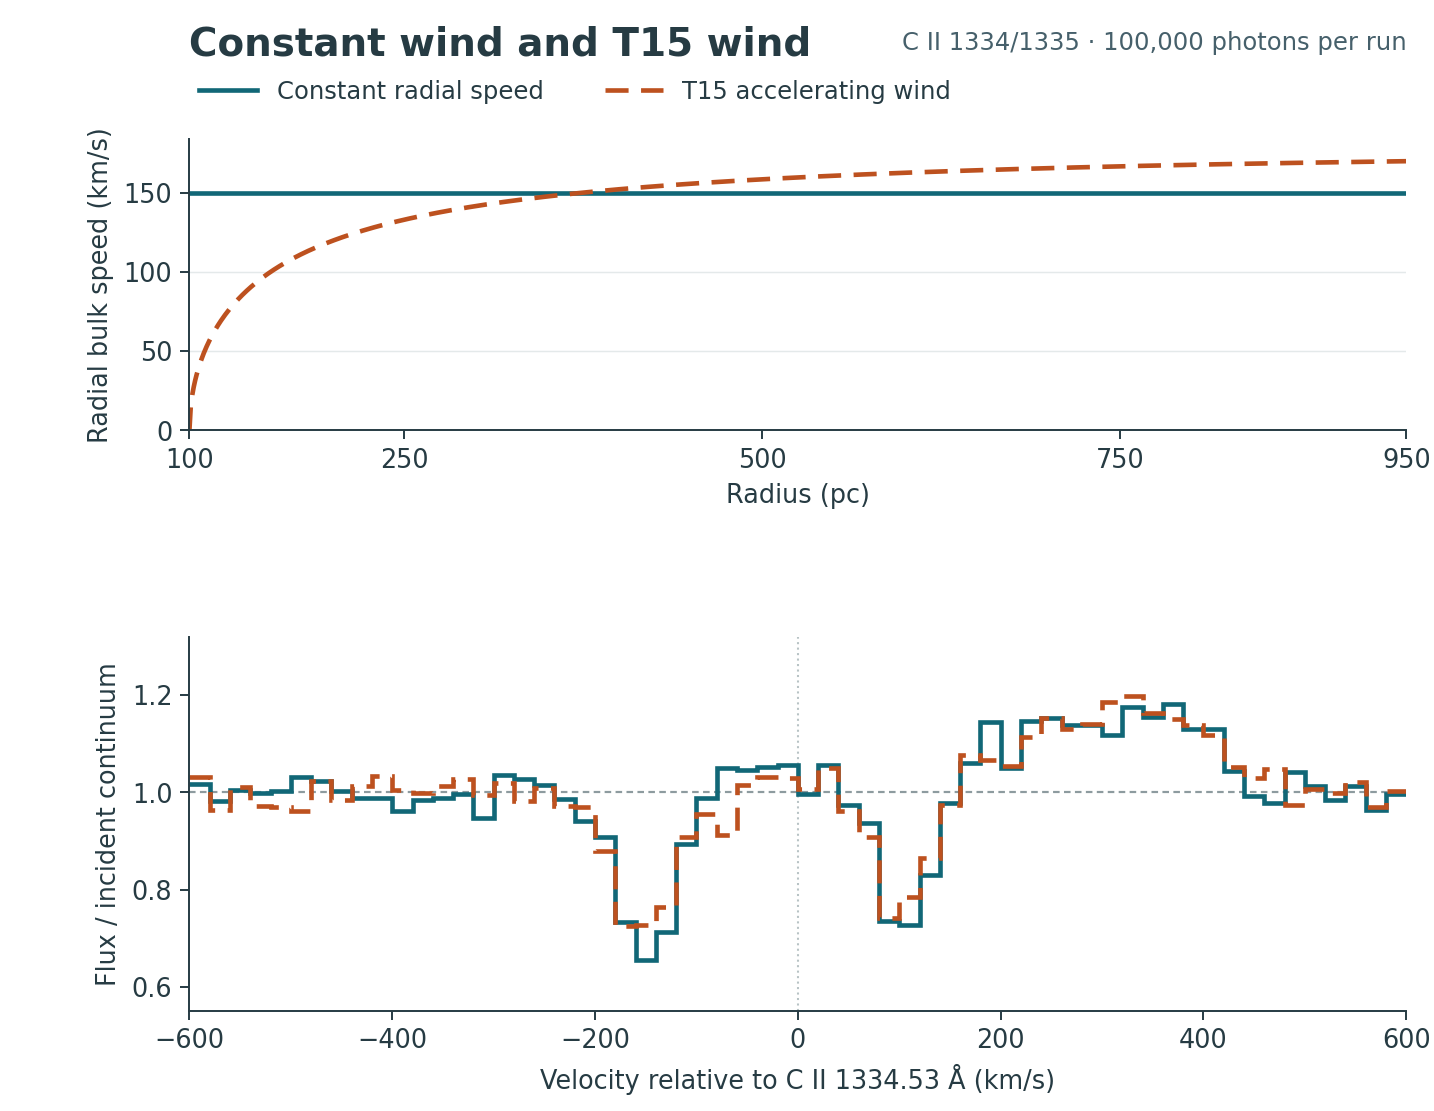 Constant wind and T15 wind
C II 1334/1335 · 100,000 photons per run
Constant radial speed
T15 accelerating wind
Radial bulk speed (km/s)
150
100
50
0
100
250
500
750
950
Radius (pc)
Flux / incident continuum
1.2
1.0
0.8
0.6
−600
−400
−200
0
200
400
600
Velocity relative to C II 1334.53 Å (km/s)